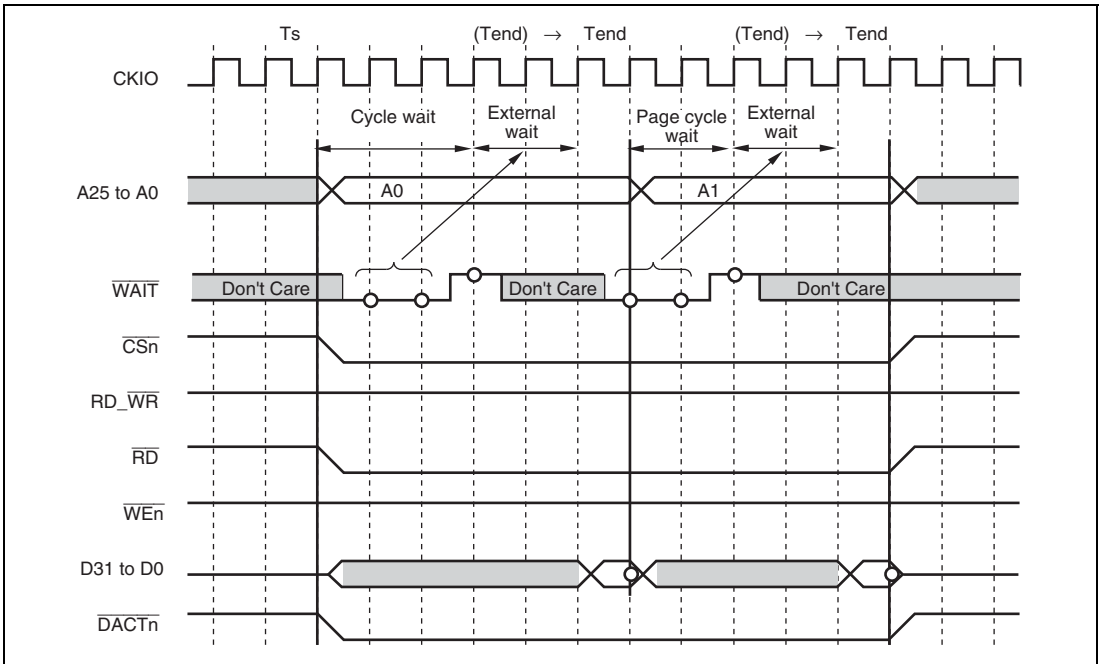 Ts (Tend) → Tend (Tend) → Tend
CKIO
Cycle wait
External
wait
Page cycle
wait
External
wait
A25 to A0
A0
A1
WAIT
Don't Care
Don't Care
Don't Care
CSn
RD_WR
RD
WEn
D31 to D0
DACTn